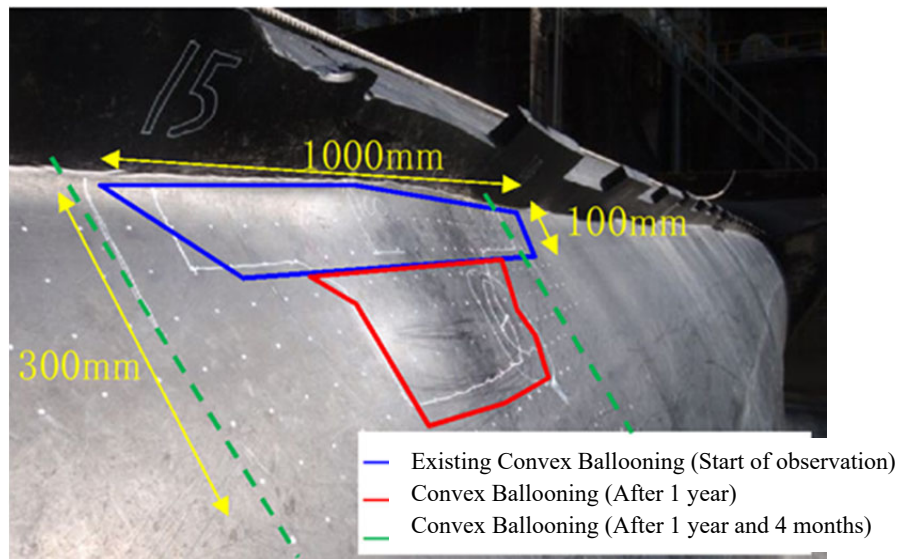 15
1000mm
100mm
300mm
Existing Convex Ballooning (Start of observation)
Convex Ballooning (After 1 year)
Convex Ballooning (After 1 year and 4 months)